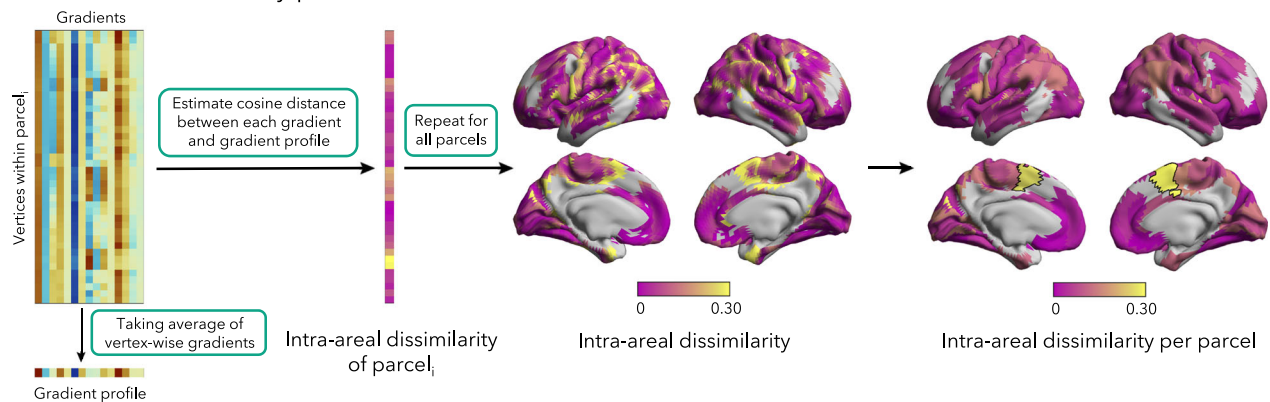 Gradients
Vertices within parcel i
Estimate cosine distance
between each gradient
and gradient profile
Repeat for
all parcels
Taking average of
vertex-wise gradients
Gradient profile
Intra-areal dissimilarity
of parcel i
0
0.30
Intra-areal dissimilarity
0
0.30
Intra-areal dissimilarity per parcel